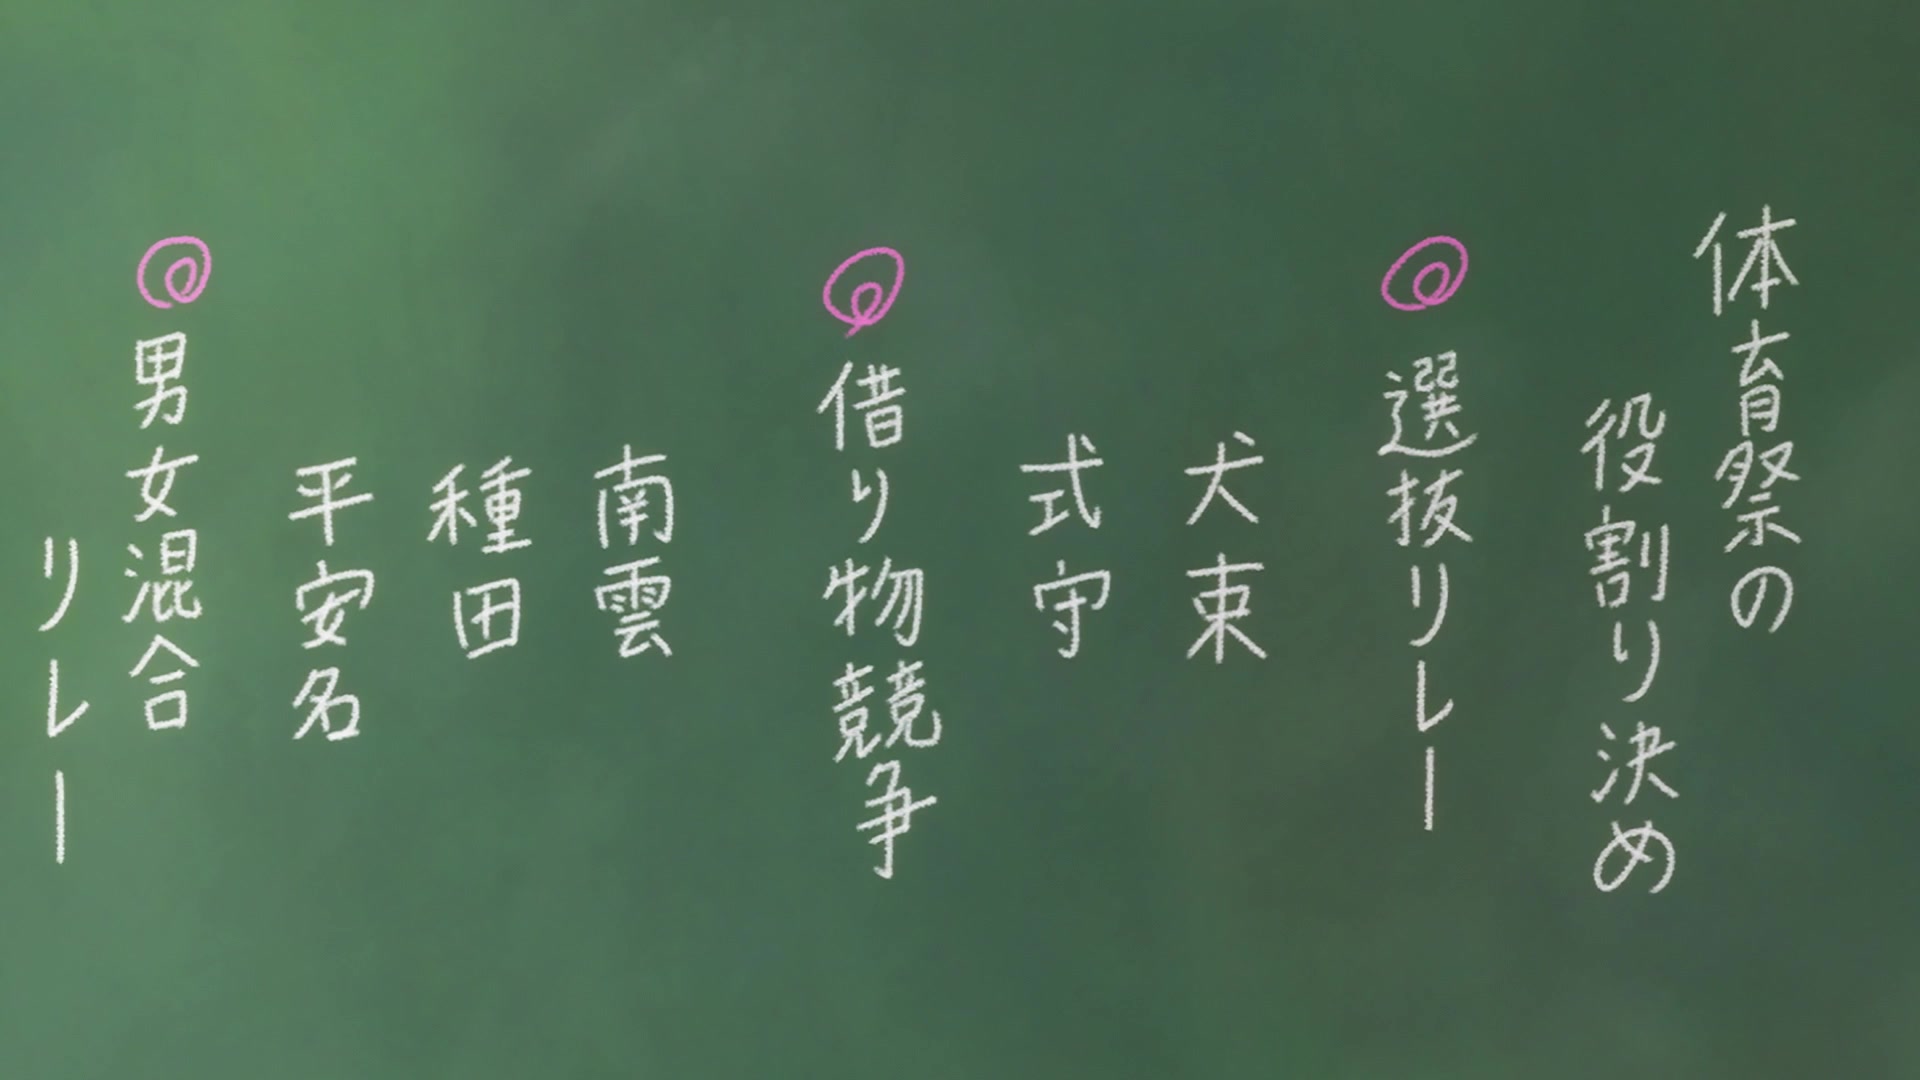 体育祭の
役割り決め
◎選抜リレー
犬束
式守
◎借り物競争
南雲
種田
平安名
◎男女混合
リレー